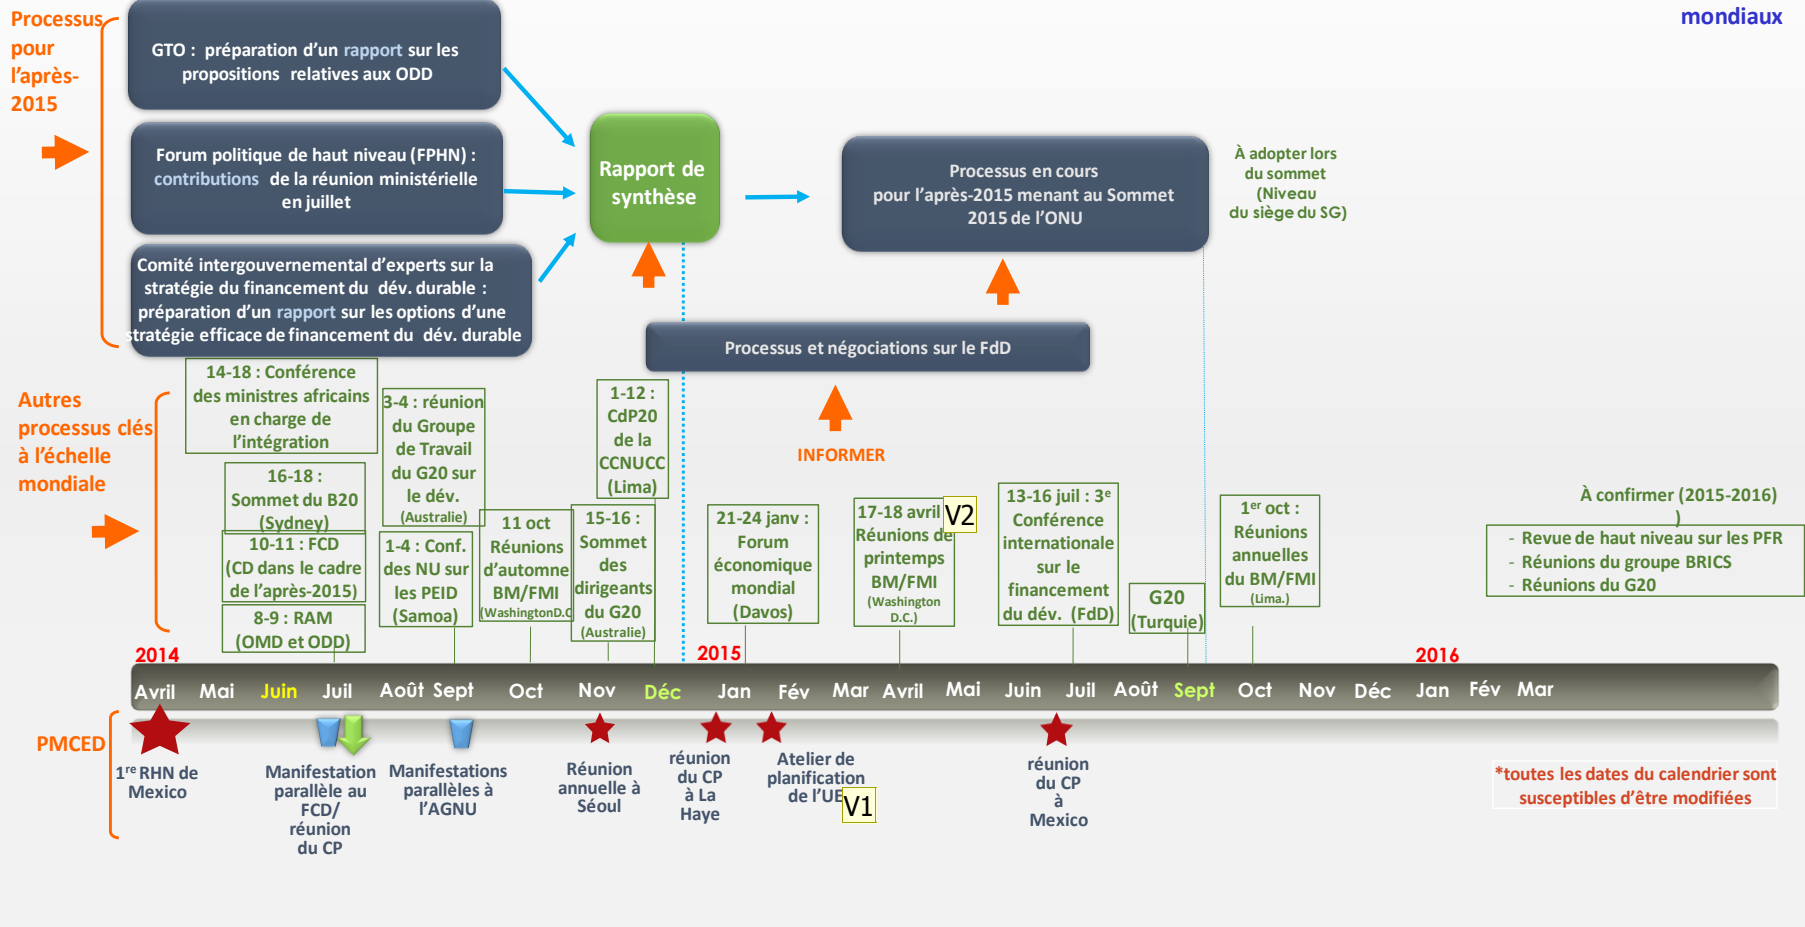 mondiaux
Processus
pour
l'après-
2015
GTO : préparation d'un rapport sur les
propositions relatives aux ODD
Forum politique de haut niveau (FPHN) :
contributions de la réunion ministérielle
en juillet
Comité intergouvernemental d'experts sur la
stratégie du financement du dév. durable :
préparation d'un rapport sur les options d'une
stratégie efficace de financement du dév. durable
Rapport de
synthèse
Processus en cours
pour l'après-2015 menant au Sommet
2015 de l'ONU
À adopter lors
du sommet
(Niveau
du siège du SG)
Processus et négociations sur le FdD
INFORMER
Autres
processus clés
à l'échelle
mondiale
14-18 : Conférence
des ministres africains
en charge de
l'intégration
16-18 :
Sommet du B20
(Sydney)
10-11 : FCD
(CD dans le cadre
de l'après-2015)
8-9 : RAM
(OMD et ODD)
3-4 : réunion
du Groupe
de Travail
du G20 sur
le dév.
(Australie)
1-4 : Conf.
des NU sur
les PEID
(Samoa)
11 oct
Réunions
d'automne
BM/FMI
(WashingtonD.C
1-12 :
CdP20
de la
CCNUCC
(Lima)
15-16 :
Sommet
des
dirigeants
du G20
(Australie)
21-24 janv :
Forum
économique
mondial
(Davos)
17-18 avril
Réunions de
printemps
BM/FMI
(Washington
D.C.)
V2
13-16 juil : 3e
Conférence
internationale
sur le
financement
du dév. (FdD)
G20
(Turquie)
1er oct :
Réunions
annuelles
du BM/FMI
(Lima.)
À confirmer (2015-2016)
)
- Revue de haut niveau sur les PFR
- Réunions du groupe BRICS
- Réunions du G20
2014
2015
2016
Avril Mai Juin Juil Août Sept Oct Nov Déc Jan Fév Mar Avril Mai Juin Juil Août Sept Oct Nov Déc Jan Fév Mar
PMCED
1re RHN de
Mexico
Manifestation
parallèle au
FCD/
réunion
du CP
Manifestations
parallèles à
l'AGNU
Réunion
annuelle à
Séoul
réunion
du CP
à La
Haye
Atelier de
planification
de l'UE
V1
réunion
du CP
à
Mexico
*toutes les dates du calendrier sont
susceptibles d'être modifiées